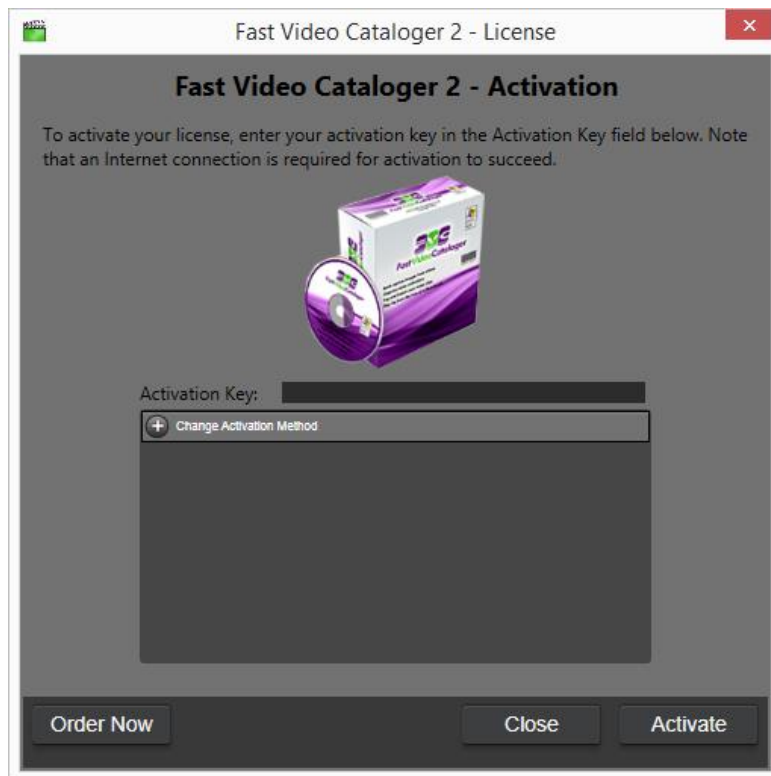 Fast Video Cataloger 2 - License
Fast Video Cataloger 2 - Activation
To activate your license, enter your activation key in the Activation Key field below. Note
that an Internet connection is required for activation to succeed.
FastVideoCataloger
Activation Key:
Change Activation Method
Order Now
Close
Activate